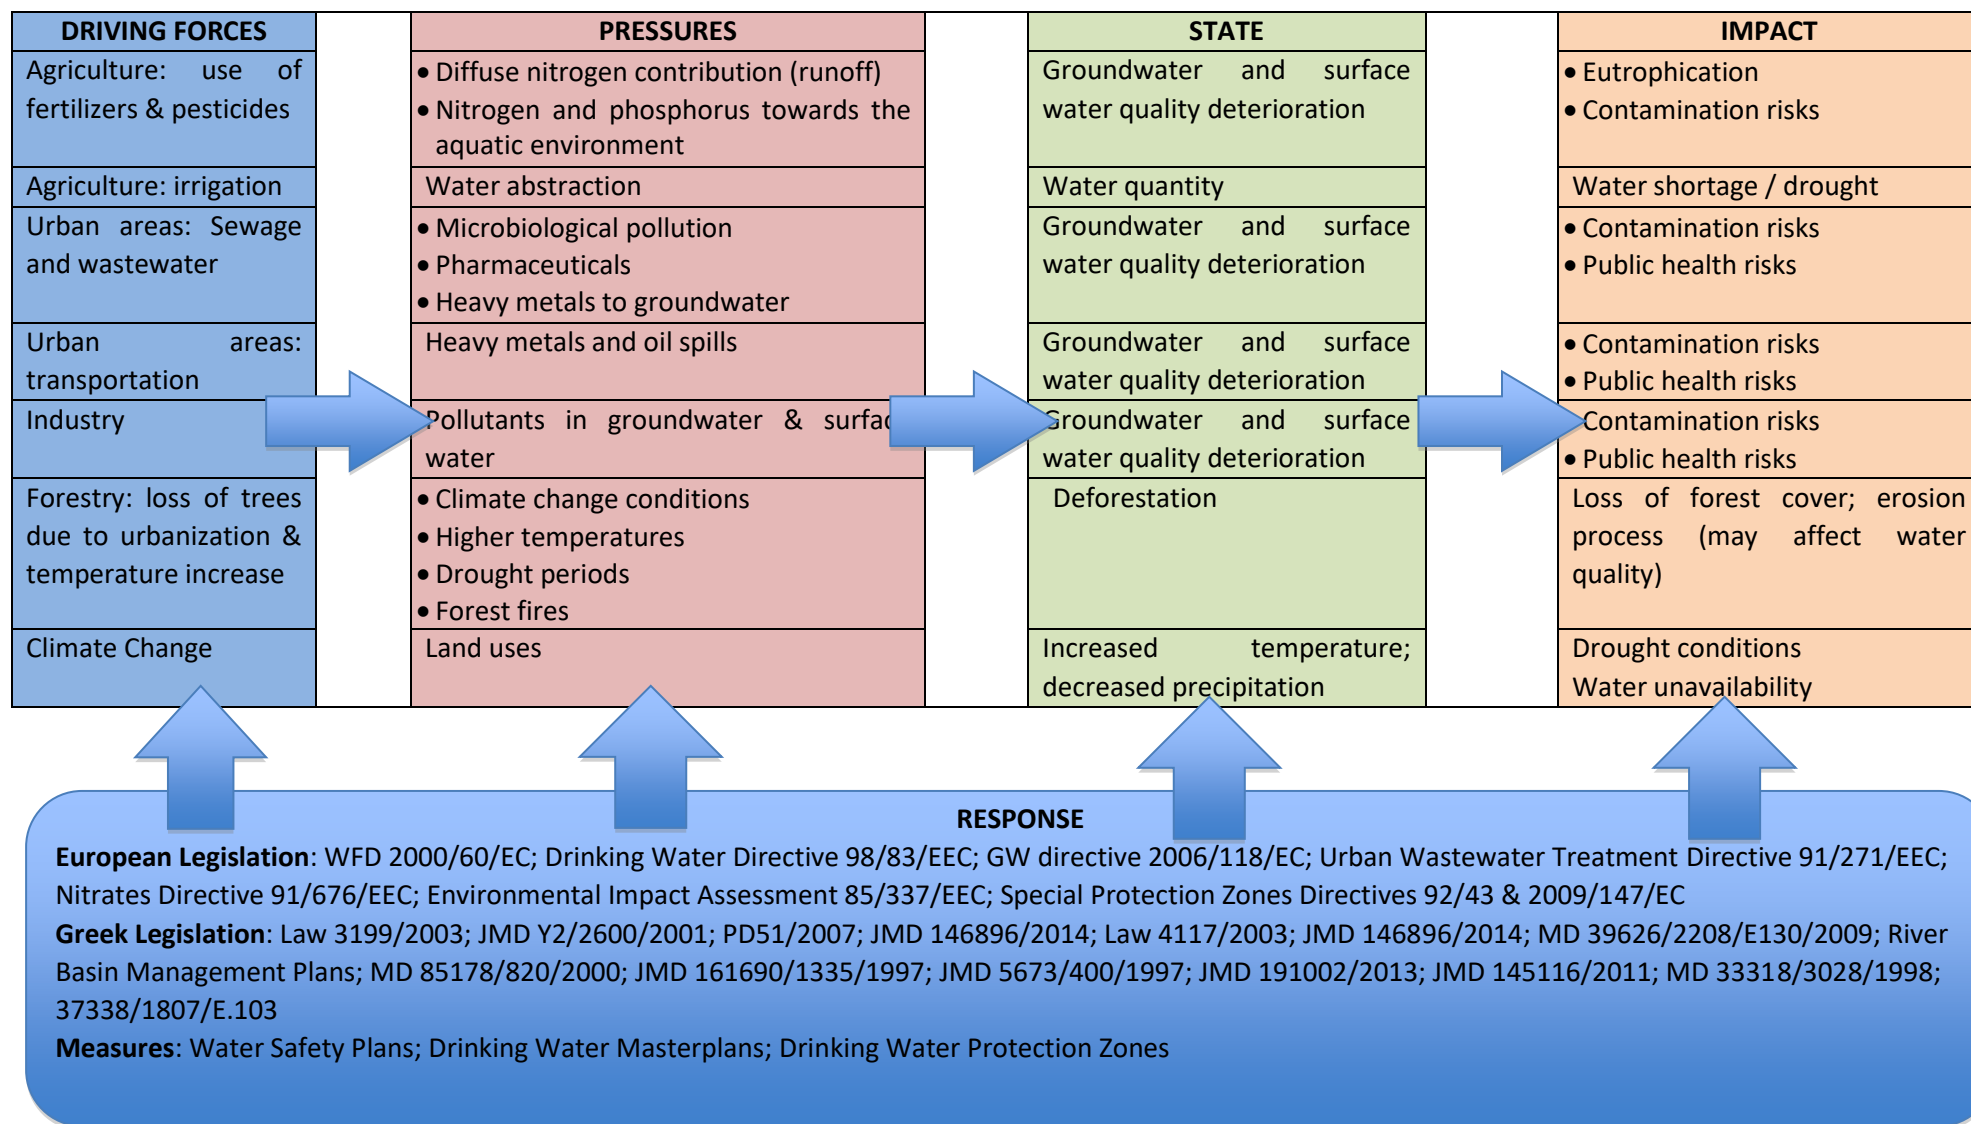 DRIVING FORCES
PRESSURES
STATE
IMPACT
Agriculture: use of
fertilizers & pesticides
• Diffuse nitrogen contribution (runoff)
• Nitrogen and phosphorus towards the
aquatic environment
Groundwater and surface
water quality deterioration
• Eutrophication
• Contamination risks
Agriculture: irrigation
Water abstraction
Water quantity
Water shortage / drought
Urban areas: Sewage
and wastewater
• Microbiological pollution
• Pharmaceuticals
• Heavy metals to groundwater
Groundwater and surface
water quality deterioration
• Contamination risks
• Public health risks
Urban areas:
transportation
Heavy metals and oil spills
Groundwater and surface
water quality deterioration
• Contamination risks
• Public health risks
Industry
Pollutants in groundwater & surfac
water
Groundwater and surface
water quality deterioration
Contamination risks
• Public health risks
Forestry: loss of trees
due to urbanization &
temperature increase
• Climate change conditions
• Higher temperatures
• Drought periods
• Forest fires
Deforestation
Loss of forest cover; erosion
process (may affect water
quality)
Climate Change
Land uses
Increased temperature;
decreased precipitation
Drought conditions
Water unavailability
RESPONSE
European Legislation: WFD 2000/60/EC; Drinking Water Directive 98/83/EEC; GW directive 2006/118/EC; Urban Wastewater Treatment Directive 91/271/EEC;
Nitrates Directive 91/676/EEC; Environmental Impact Assessment 85/337/EEC; Special Protection Zones Directives 92/43 & 2009/147/EC
Greek Legislation: Law 3199/2003; JMD Y2/2600/2001; PD51/2007; JMD 146896/2014; Law 4117/2003; JMD 146896/2014; MD 39626/2208/E130/2009; River
Basin Management Plans; MD 85178/820/2000; JMD 161690/1335/1997; JMD 5673/400/1997; JMD 191002/2013; JMD 145116/2011; MD 33318/3028/1998;
37338/1807/E.103
Measures: Water Safety Plans; Drinking Water Masterplans; Drinking Water Protection Zones